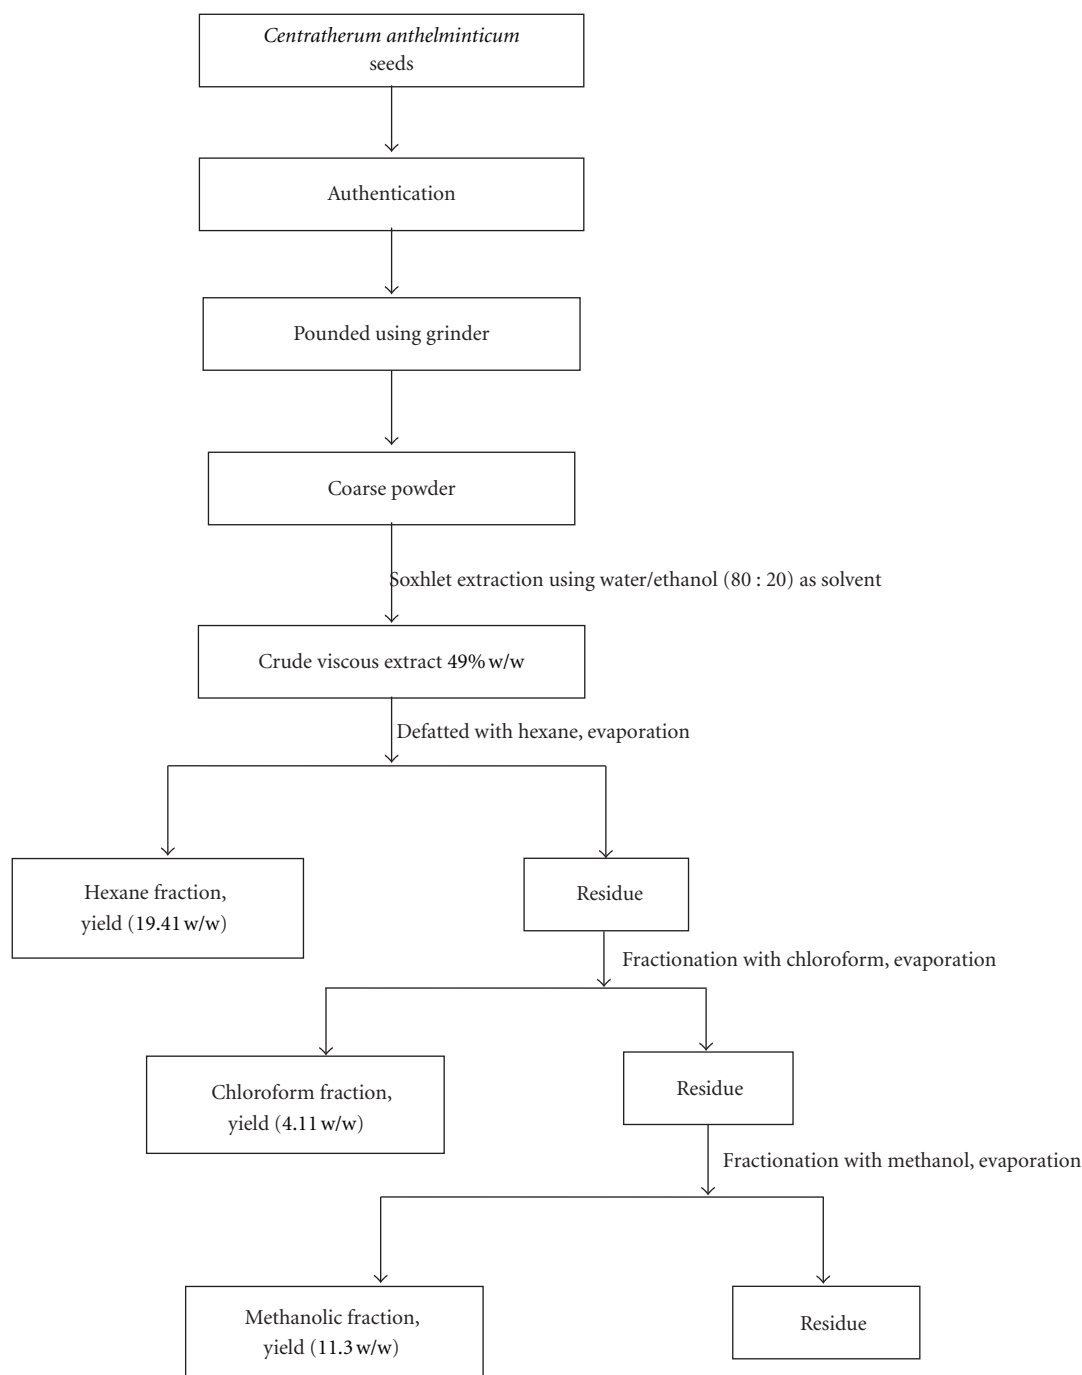 Centratherum anthelminticum
seeds
Authentication
Pounded using grinder
Coarse powder
Soxhlet extraction using water/ethanol (80 : 20) as solvent
Crude viscous extract 49% w/w
Defatted with hexane, evaporation
Hexane fraction,
yield (19.41 w/w)
Residue
Fractionation with chloroform, evaporation
Chloroform fraction,
yield (4.11 w/w)
Residue
Fractionation with methanol, evaporation
Methanolic fraction,
yield (11.3 w/w)
Residue